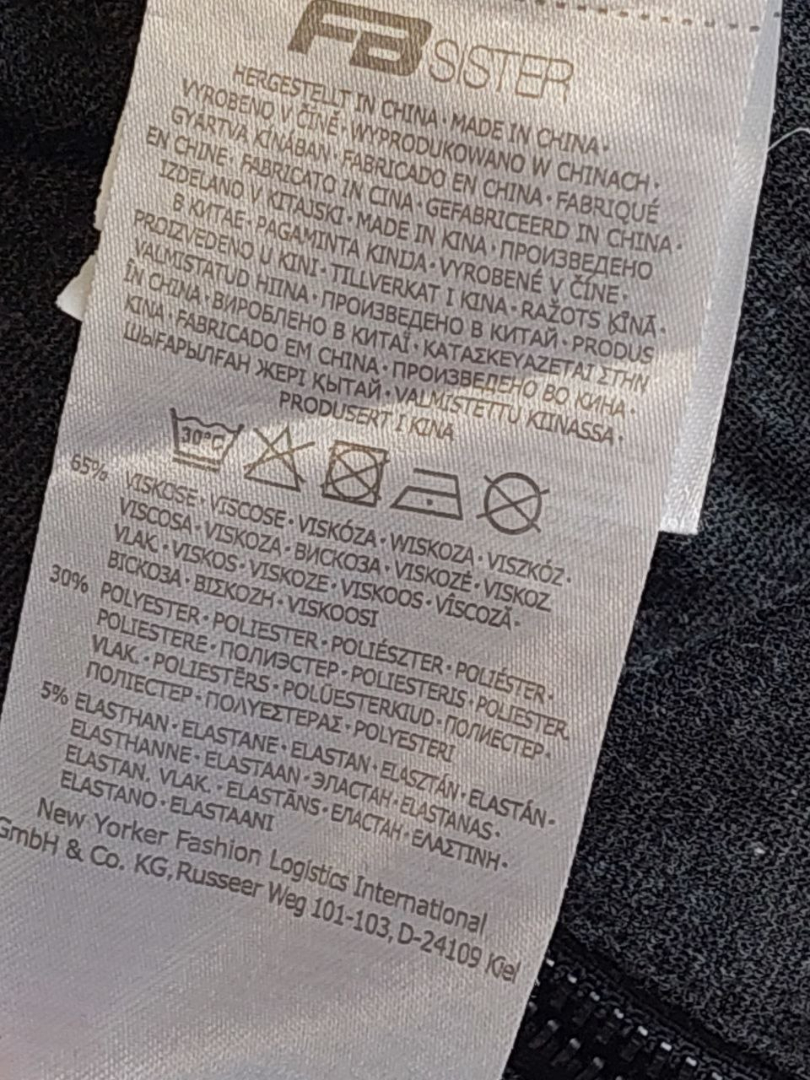 FB SISTER
HERGESTELLT IN CHINA · MADE IN CHINA ·
VYROBENO V ČÍNĚ · WYPRODUKOWANO W CHINACH ·
GYÁRTVA KÍNÁBAN · FABRICADO EN CHINA · FABRIQUÉ
EN CHINE · FABRICATO IN CINA · GEFABRICEERD IN CHINA ·
IZDELANO V KITAJSKI · MADE IN KINA · ПРОИЗВЕДЕНО
В КИТАЕ · PAGAMINTA KINIJA · VYROBENÉ V ČÍNE ·
PROIZVEDENO U KINI · TILLVERKAT I KINA · RAŽOTS ĶĪNĀ ·
VALMISTATUD HIINA · ПРОИЗВЕДЕНО В КИТАЙ · PRODUS
ÎN CHINA · ВИРОБЛЕНО В КИТАЇ · ΚΑΤΑΣΚΕΥΑΖΕΤΑΙ ΣΤΗΝ
KINA · FABRICADO EM CHINA · ПРОИЗВЕДЕНО ВО КИНА ·
ШЫҒАРЫЛҒАН ЖЕРІ ҚЫТАЙ · VALMISTETTU KIINASSA ·
PRODUSERT I KINA
30°C
65% VISKOSE · VISCOSE · VISKÓZA · WISKOZA · VISZKÓZ ·
VISCOSA · VISKOZA · ВИСКОЗА · VISKOZĖ · VISKOZ
VLAK. · VISKOS · VISKOZE · VISKOOS · VÎSCOZĂ ·
ВІСКОЗА · ΒΙΣΚΟΖΗ · VISKOOSI
30% POLYESTER · POLIESTER · POLIÉSZTER · POLIÉSTER ·
POLIESTERE · ПОЛИЭСТЕР · POLIESTERIS · POLIESTER.
VLAK. · POLIESTĒRS · POLÜESTERKIUD · ПОЛИЕСТЕР ·
ПОЛІЕСТЕР · ΠΟΛΥΕΣΤΕΡΑΣ · POLYESTERI
5% ELASTHAN · ELASTANE · ELASTAN · ELASZTÁN · ELASTÁN ·
ELASTHANNE · ELASTAAN · ЭЛАСТАН · ELASTANAS ·
ELASTAN. VLAK. · ELASTĀNS · ЕЛАСТАН · ΕΛΑΣΤΙΝΗ ·
ELASTANO · ELASTAANI
New Yorker Fashion Logistics International
GmbH & Co. KG, Russeer Weg 101-103, D-24109 Kiel